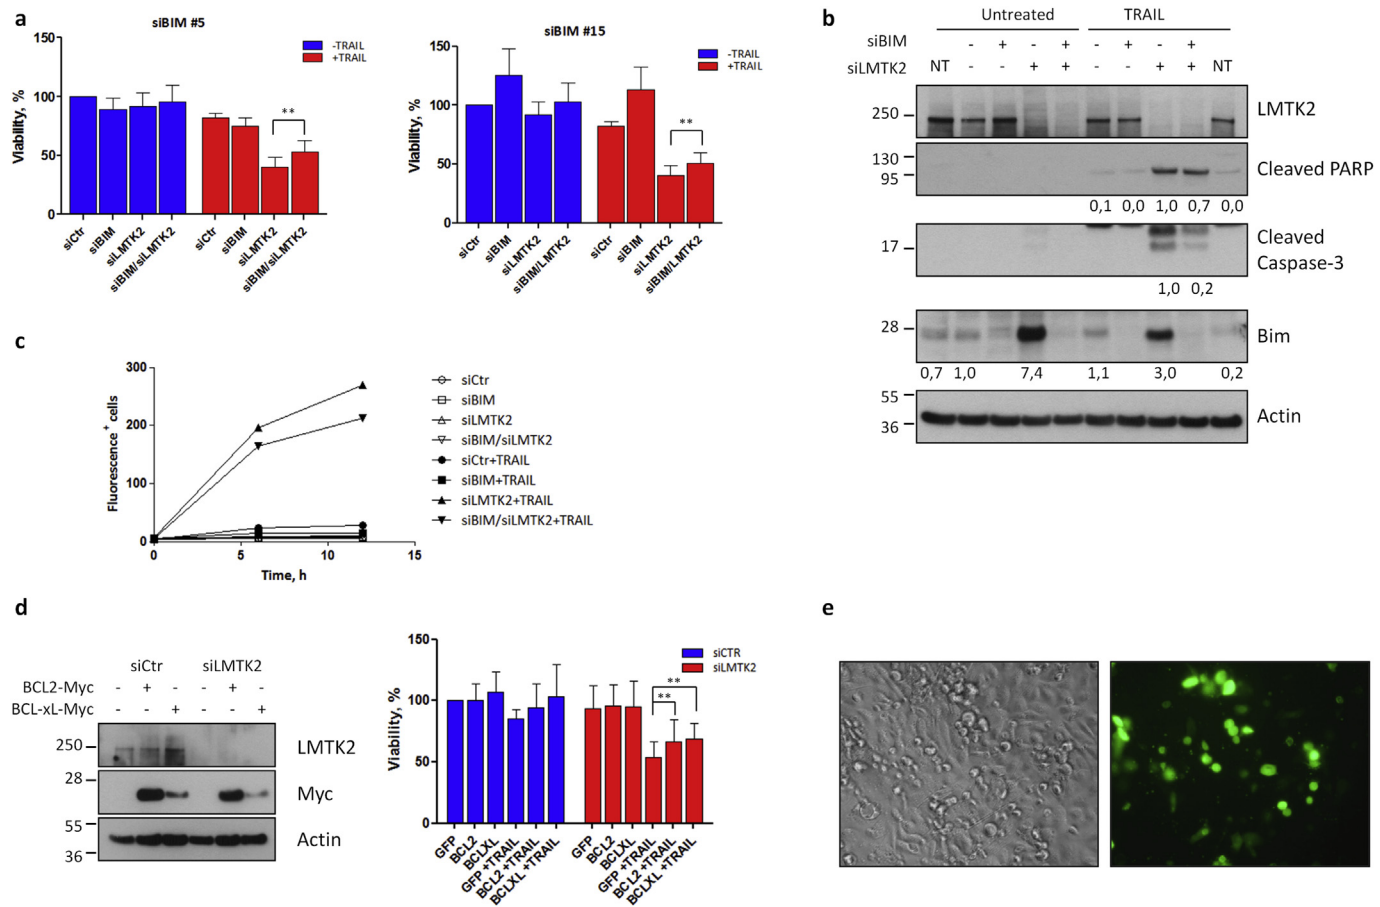 a
siBIM #5
150
100
50
0
Viability, %
-TRAIL
+TRAIL
**
siCtr
siBIM
siLMTK2
siBIM/siLMTK2
siCtr
siBIM
siLMTK2
siBIM/siLMTK2
siBIM #15
150
100
50
0
Viability, %
-TRAIL
+TRAIL
**
siCtr
siBIM
siLMTK2
siBIM/LMTK2
siCtr
siBIM
siLMTK2
siBIM/LMTK2
b
Untreated TRAIL
siBIM - + - + - + - +
siLMTK2 NT - - + + - - + + NT
250 LMTK2
130
95
Cleaved PARP
0,1 0,0 1,0 0,7 0,0
17
Cleaved
Caspase-3
1,0 0,2
28 Bim
0,7 1,0 7,4 1,1 3,0 0,2
55
36
Actin
c
300
200
100
0
Fluorescence + cells
0 5 10 15
Time, h
siCtr
siBIM
siLMTK2
siBIM/siLMTK2
siCtr+TRAIL
siBIM+TRAIL
siLMTK2+TRAIL
siBIM/siLMTK2+TRAIL
d
siCtr siLMTK2
BCL2-Myc - + - - + -
BCL-xL-Myc - - + - - +
250 LMTK2
28
Myc
55
36
Actin
150
100
50
0
Viability, %
siCTR
siLMTK2
**
**
GFP
BCL2
BCLXL
GFP +TRAIL
BCL2 +TRAIL
BCLXL +TRAIL
GFP
BCL2
BCLXL
GFP +TRAIL
BCL2 +TRAIL
BCLXL +TRAIL
e